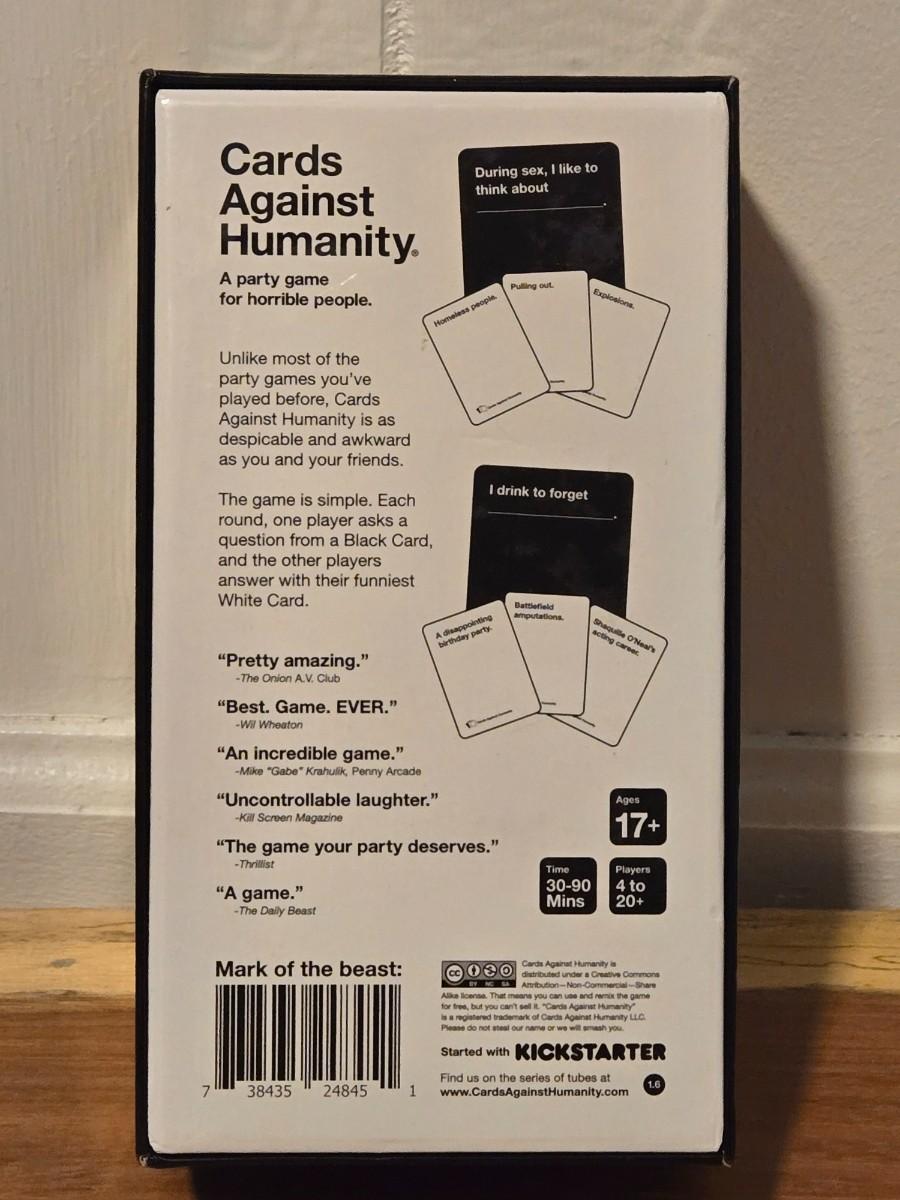 Cards
Against
Humanity®
A party game
for horrible people.
Unlike most of the
party games you've
played before, Cards
Against Humanity is as
despicable and awkward
as you and your friends.
The game is simple. Each
round, one player asks a
question from a Black Card,
and the other players
answer with their funniest
White Card.
"Pretty amazing."
-The Onion A.V. Club
"Best. Game. EVER."
-Wil Wheaton
"An incredible game."
-Mike "Gabe" Krahulik, Penny Arcade
"Uncontrollable laughter."
-Kill Screen Magazine
"The game your party deserves."
-Thrillist
"A game."
-The Daily Beast
During sex, I like to
think about
____________.
Homeless people.
Pulling out.
Explosions.
I drink to forget
____________.
A disappointing
birthday party.
Battlefield
amputations.
Shaquille O'Neal's
acting career.
Ages
17+
Time
30-90
Mins
Players
4 to
20+
Mark of the beast:
7 38435 24845 1
cc
BY NC SA
Cards Against Humanity is
distributed under a Creative Commons
Attribution—Non-Commercial—Share
Alike license. That means you can use and remix the game
for free, but you can't sell it. "Cards Against Humanity"
is a registered trademark of Cards Against Humanity LLC.
Please do not steal our name or we will smash you.
Started with KICKSTARTER
Find us on the series of tubes at
www.CardsAgainstHumanity.com
1.6